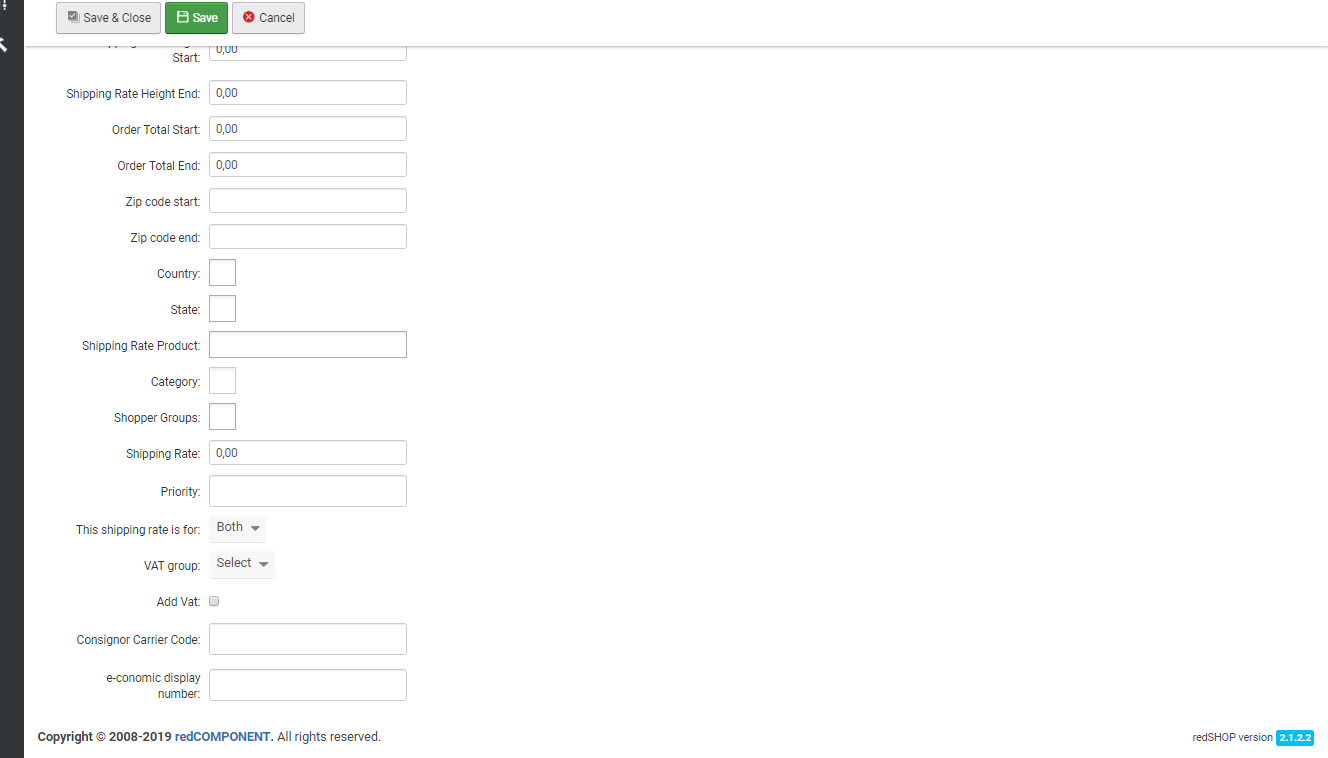 Save & Close Save Cancel
Start: 0,00
Shipping Rate Height End: 0,00
Order Total Start: 0,00
Order Total End: 0,00
Zip code start:
Zip code end:
Country:
State:
Shipping Rate Product:
Category:
Shopper Groups:
Shipping Rate: 0,00
Priority:
This shipping rate is for: Both
VAT group: Select
Add Vat:
Consignor Carrier Code:
e-conomic display
number:
Copyright © 2008-2019 redCOMPONENT. All rights reserved. redSHOP version 2.1.2.2